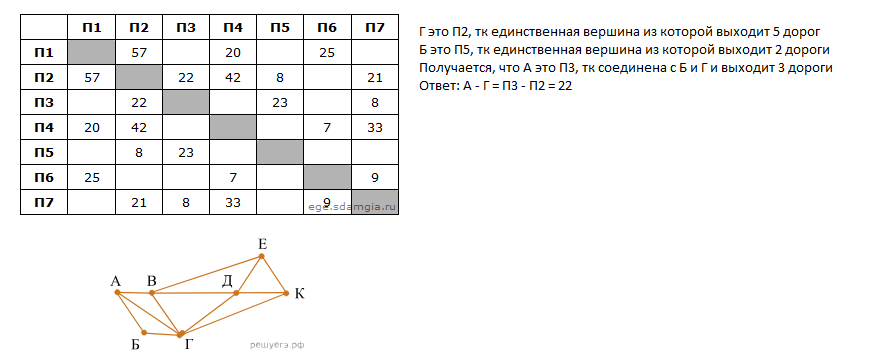 П1 П2 П3 П4 П5 П6 П7
П1 57 20 25
П2 57 22 42 8 21
П3 22 23 8
П4 20 42 7 33
П5 8 23
П6 25 7 9
П7 21 8 33 9
ege.sdamgia.ru
Г это П2, тк единственная вершина из которой выходит 5 дорог
Б это П5, тк единственная вершина из которой выходит 2 дороги
Получается, что А это П3, тк соединена с Б и Г и выходит 3 дороги
Ответ: А - Г = П3 - П2 = 22
Е
А В Д К
Б Г
решуегэ.рф